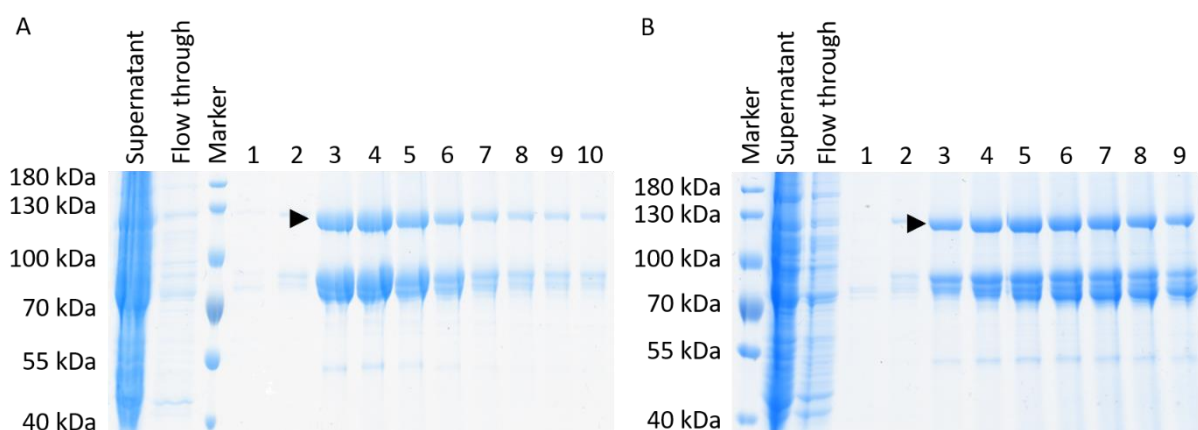 A
Supernatant
Flow through
Marker
1 2 3 4 5 6 7 8 9 10
180 kDa
130 kDa
100 kDa
70 kDa
55 kDa
40 kDa
B
Marker
Supernatant
Flow through
1 2 3 4 5 6 7 8 9
180 kDa
130 kDa
100 kDa
70 kDa
55 kDa
40 kDa